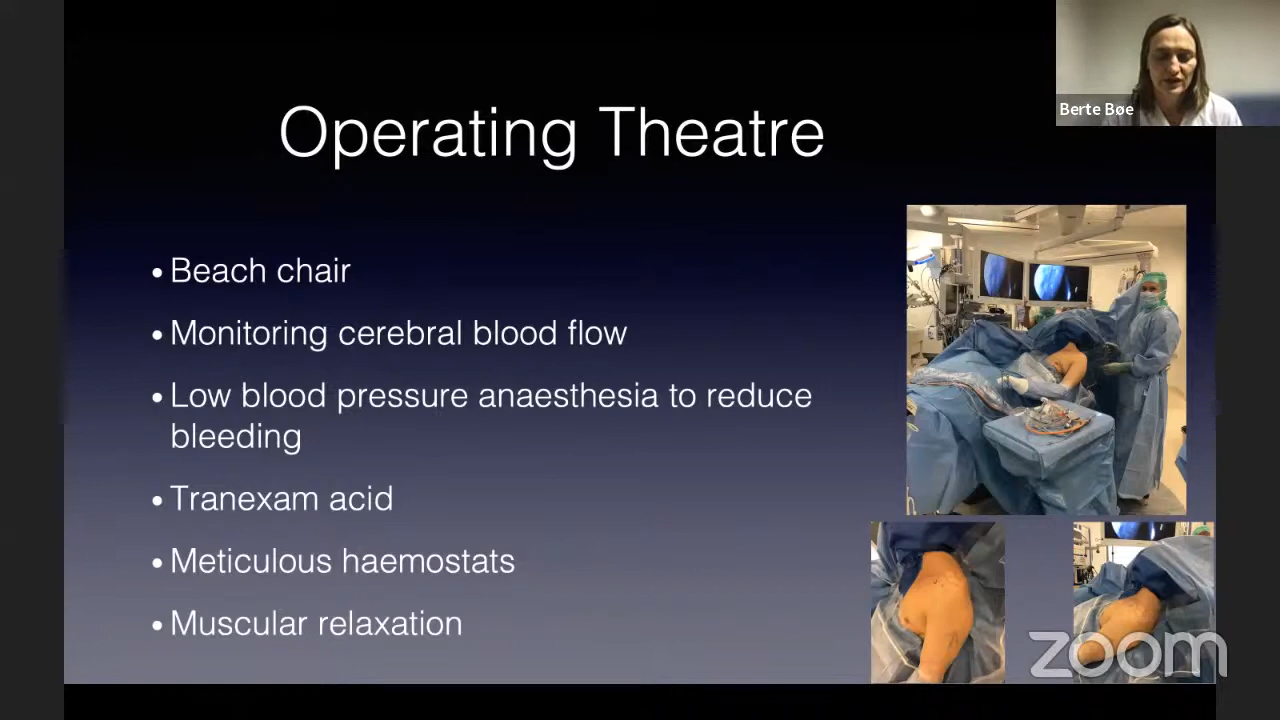 Berte Bøe
Operating Theatre
• Beach chair
• Monitoring cerebral blood flow
• Low blood pressure anaesthesia to reduce
bleeding
• Tranexam acid
• Meticulous haemostats
• Muscular relaxation
zoom